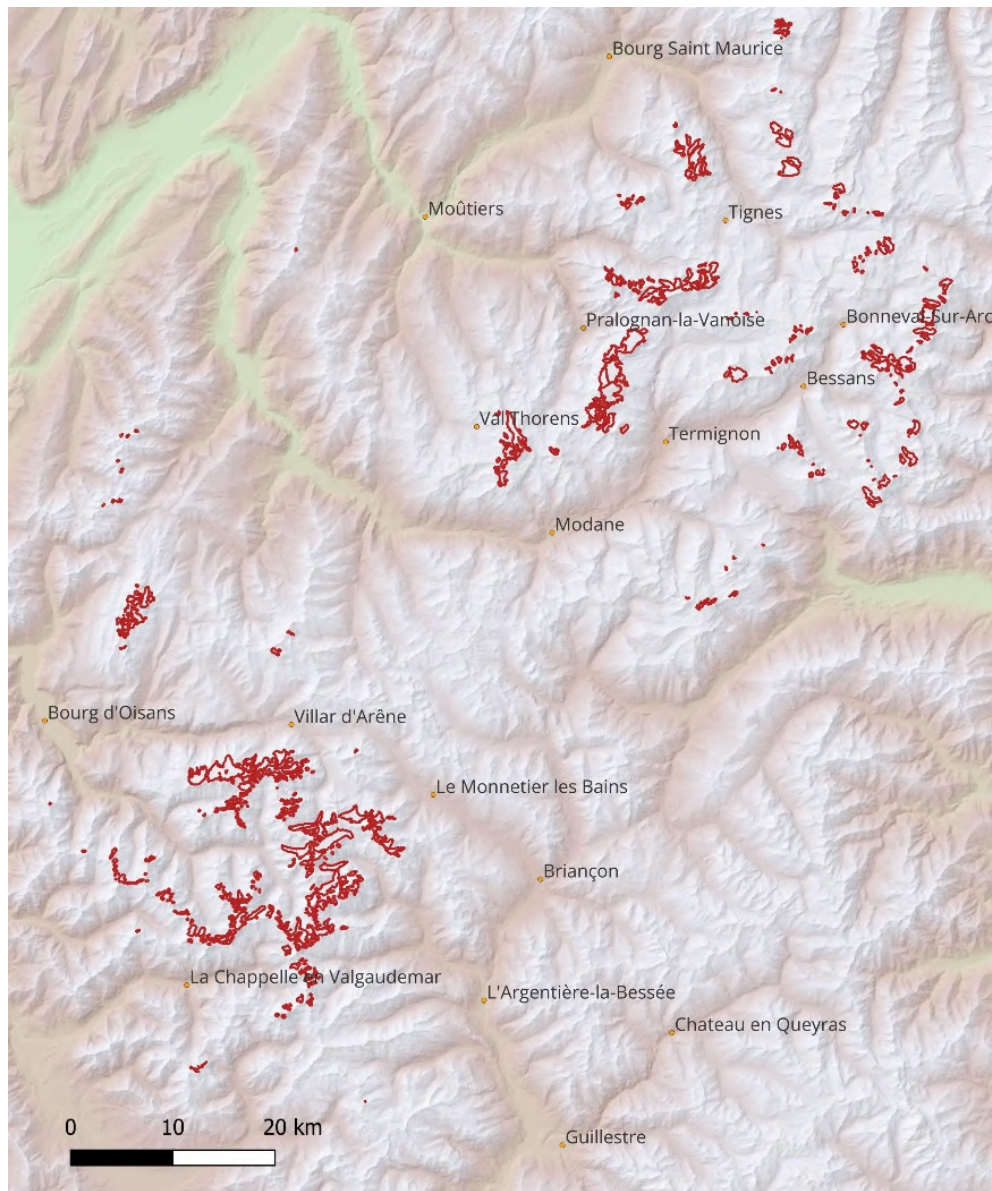 Bourg Saint Maurice
Moûtiers
Tignes
Pralognan-la-Vanoise
Bonneval-Sur-Arc
Bessans
Val Thorens
Termignon
Modane
Bourg d'Oisans
Villar d'Arêne
Le Monnetier les Bains
Briançon
La Chappelle en Valgaudemar
L'Argentière-la-Bessée
Chateau en Queyras
0 10 20 km
Guillestre